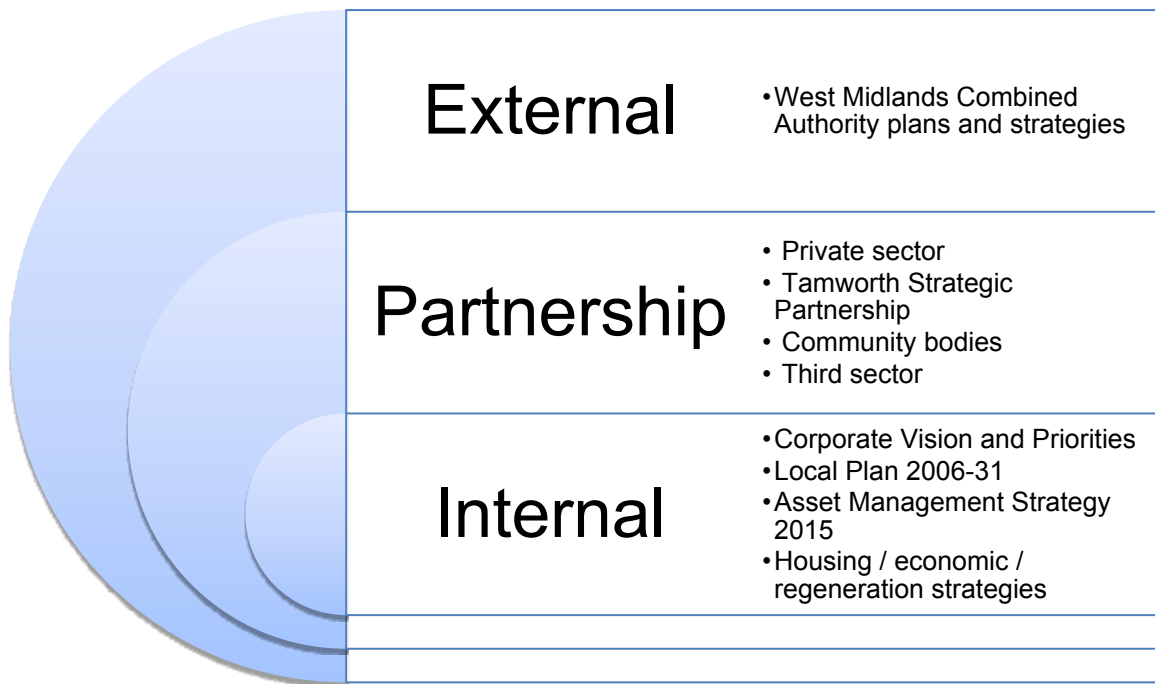 External
•West Midlands Combined
Authority plans and strategies
Partnership
• Private sector
• Tamworth Strategic
Partnership
• Community bodies
• Third sector
Internal
•Corporate Vision and Priorities
•Local Plan 2006-31
•Asset Management Strategy
2015
•Housing / economic /
regeneration strategies